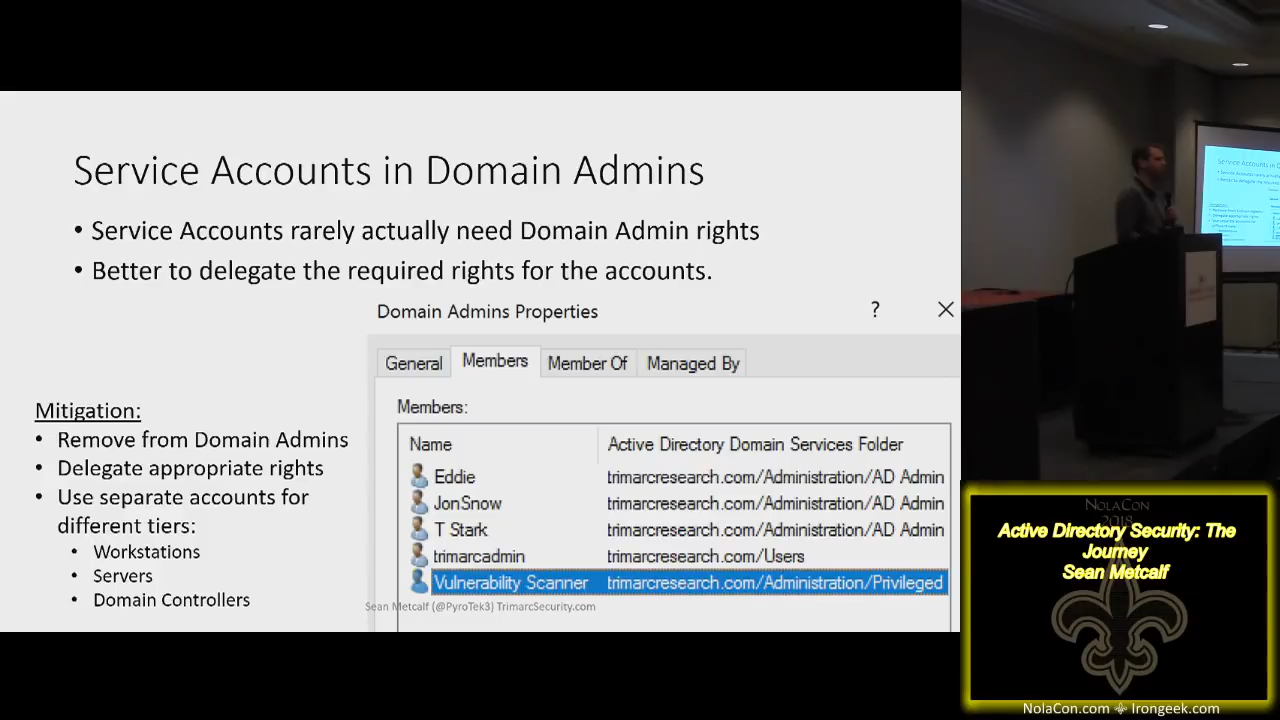 Service Accounts in Domain Admins
• Service Accounts rarely actually need Domain Admin rights
• Better to delegate the required rights for the accounts.
Domain Admins Properties ? ✕
General Members Member Of Managed By
Members:
Name Active Directory Domain Services Folder
Eddie trimarcresearch.com/Administration/AD Admin
JonSnow trimarcresearch.com/Administration/AD Admin
T Stark trimarcresearch.com/Administration/AD Admin
trimarcadmin trimarcresearch.com/Users
Vulnerability Scanner trimarcresearch.com/Administration/Privileged
Mitigation:
• Remove from Domain Admins
• Delegate appropriate rights
• Use separate accounts for
different tiers:
• Workstations
• Servers
• Domain Controllers
Sean Metcalf (@PyroTek3) TrimarcSecurity.com
Service Accounts in D
NOLACON
2018
Active Directory Security: The
Journey
Sean Metcalf
NolaCon.com ⚜ Irongeek.com